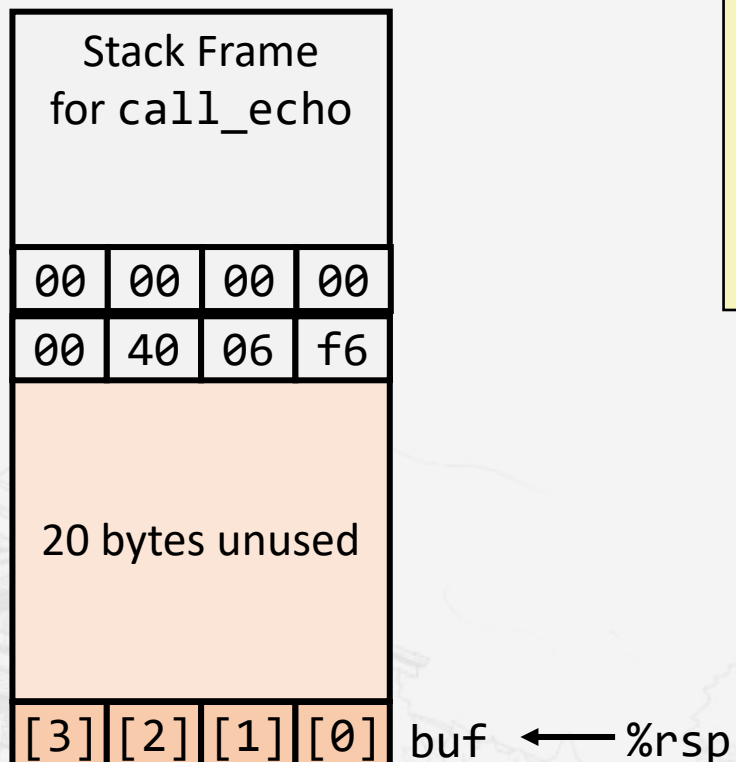 Stack Frame
for call_echo
00 00 00 00
00 40 06 f6
20 bytes unused
[3] [2] [1] [0] buf ← %rsp